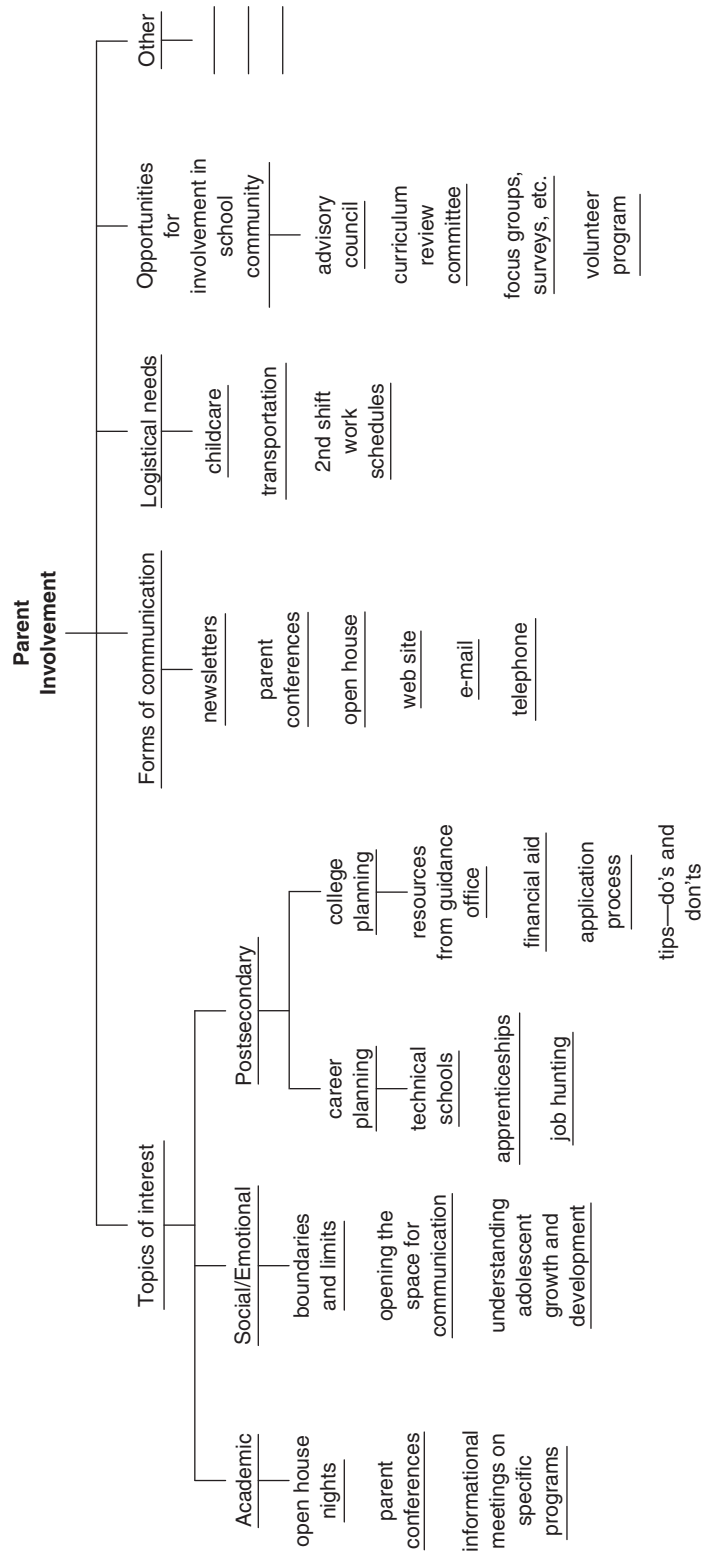 Parent
Involvement
Topics of interest
Academic
open house
nights
parent
conferences
informational
meetings on
specific
programs
Social/Emotional
boundaries
and limits
opening the
space for
communication
understanding
adolescent
growth and
development
Postsecondary
career
planning
technical
schools
apprenticeships
job hunting
college
planning
resources
from guidance
office
financial aid
application
process
tips—do's and
don'ts
Forms of communication
newsletters
parent
conferences
open house
web site
e-mail
telephone
Logistical needs
childcare
transportation
2nd shift
work
schedules
Opportunities
for
involvement in
school
community
advisory
council
curriculum
review
committee
focus groups,
surveys, etc.
volunteer
program
Other